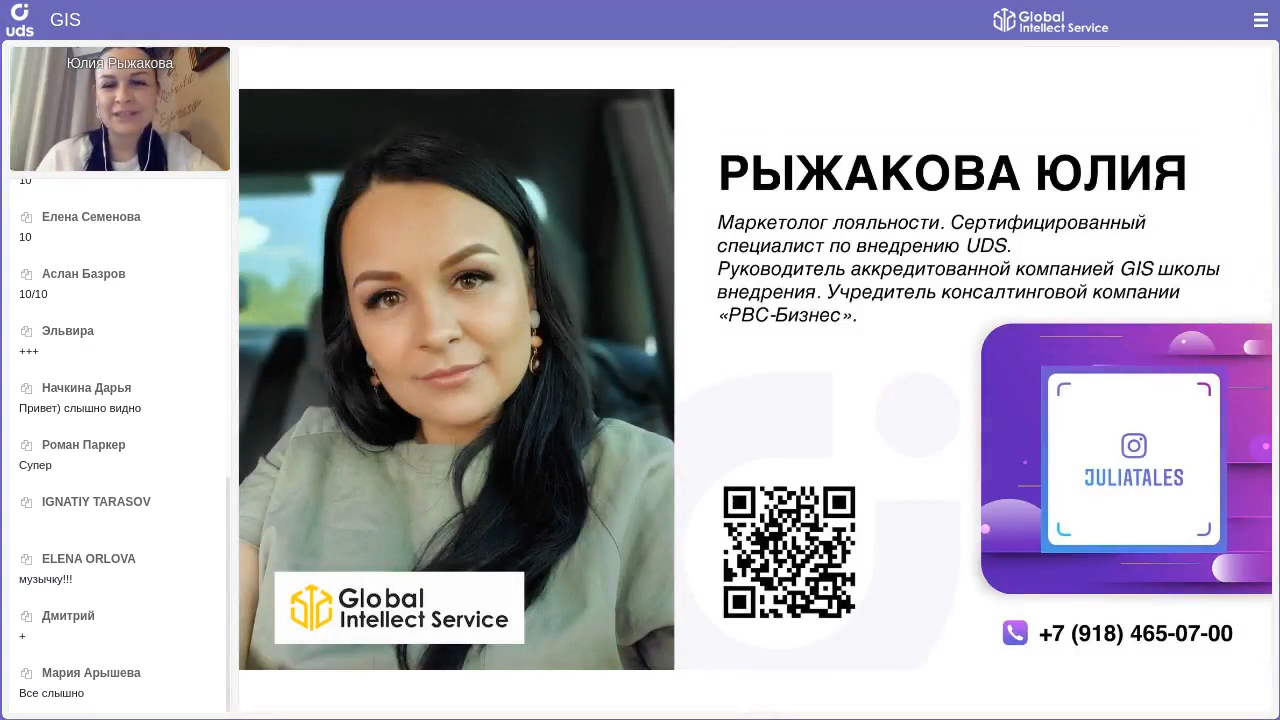 uds
GIS
Global
Intellect Service
Юлия Рыжакова
10
Елена Семенова
10
Аслан Базров
10/10
Эльвира
+++
Начкина Дарья
Привет) слышно видно
Роман Паркер
Супер
IGNATIY TARASOV
ELENA ORLOVA
музычку!!!
Дмитрий
+
Мария Арышева
Все слышно
Global
Intellect Service
РЫЖАКОВА ЮЛИЯ
Маркетолог лояльности. Сертифицированный
специалист по внедрению UDS.
Руководитель аккредитованной компанией GIS школы
внедрения. Учредитель консалтинговой компании
«РВС-Бизнес».
JULIATALES
+7 (918) 465-07-00